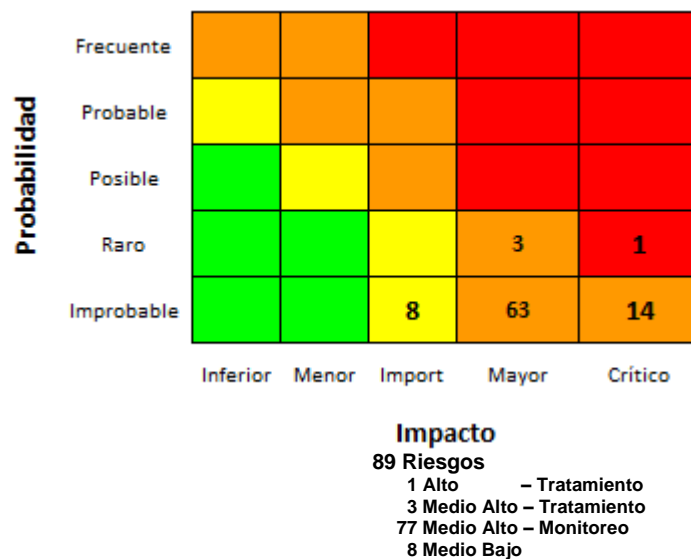 Probabilidad
Frecuente
Probable
Posible
Raro 3 1
Improbable 8 63 14
Inferior Menor Import Mayor Crítico
Impacto
89 Riesgos
1 Alto – Tratamiento
3 Medio Alto – Tratamiento
77 Medio Alto – Monitoreo
8 Medio Bajo